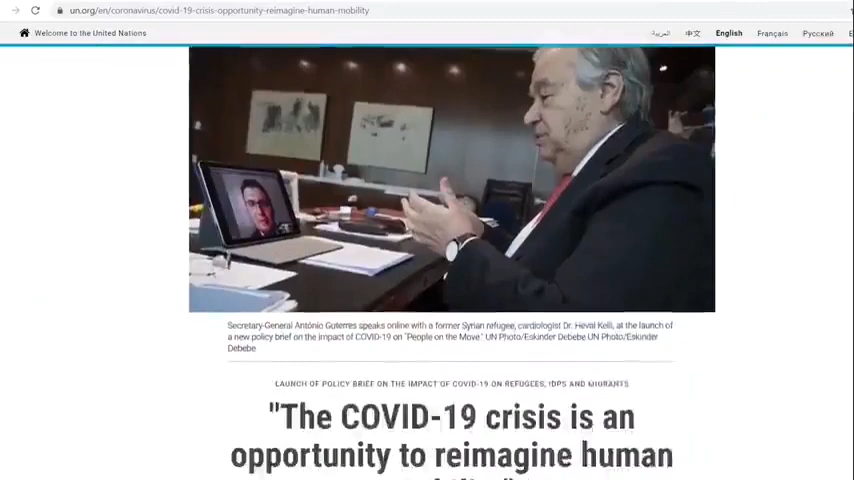 un.org/en/coronavirus/covid-19-crisis-opportunity-reimagine-human-mobility
Welcome to the United Nations
العربية 中文 English Français Русский E
Secretary-General António Guterres speaks online with a former Syrian refugee, cardiologist Dr. Heval Kelli, at the launch of
a new policy brief on the impact of COVID-19 on "People on the Move". UN Photo/Eskinder Debebe UN Photo/Eskinder
Debebe
LAUNCH OF POLICY BRIEF ON THE IMPACT OF COVID-19 ON REFUGEES, IDPS AND MIGRANTS
"The COVID-19 crisis is an
opportunity to reimagine human